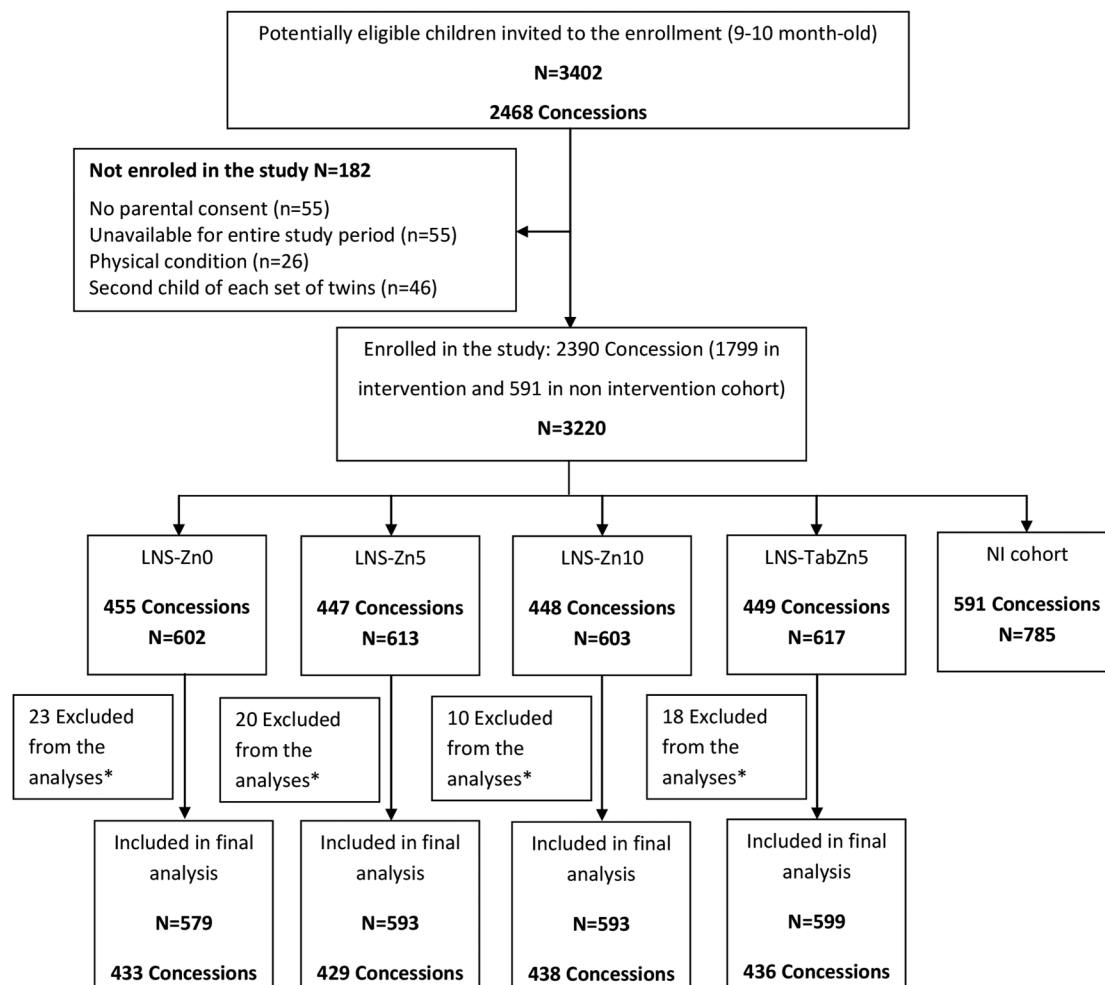 Potentially eligible children invited to the enrollment (9-10 month-old)
N=3402
2468 Concessions
Not enroled in the study N=182
No parental consent (n=55)
Unavailable for entire study period (n=55)
Physical condition (n=26)
Second child of each set of twins (n=46)
Enrolled in the study: 2390 Concession (1799 in
intervention and 591 in non intervention cohort)
N=3220
LNS-Zn0
455 Concessions
N=602
LNS-Zn5
447 Concessions
N=613
LNS-Zn10
448 Concessions
N=603
LNS-TabZn5
449 Concessions
N=617
NI cohort
591 Concessions
N=785
23 Excluded
from the
analyses*
20 Excluded
from the
analyses*
10 Excluded
from the
analyses*
18 Excluded
from the
analyses*
Included in final
analysis
N=579
433 Concessions
Included in final
analysis
N=593
429 Concessions
Included in final
analysis
N=593
438 Concessions
Included in final
analysis
N=599
436 Concessions